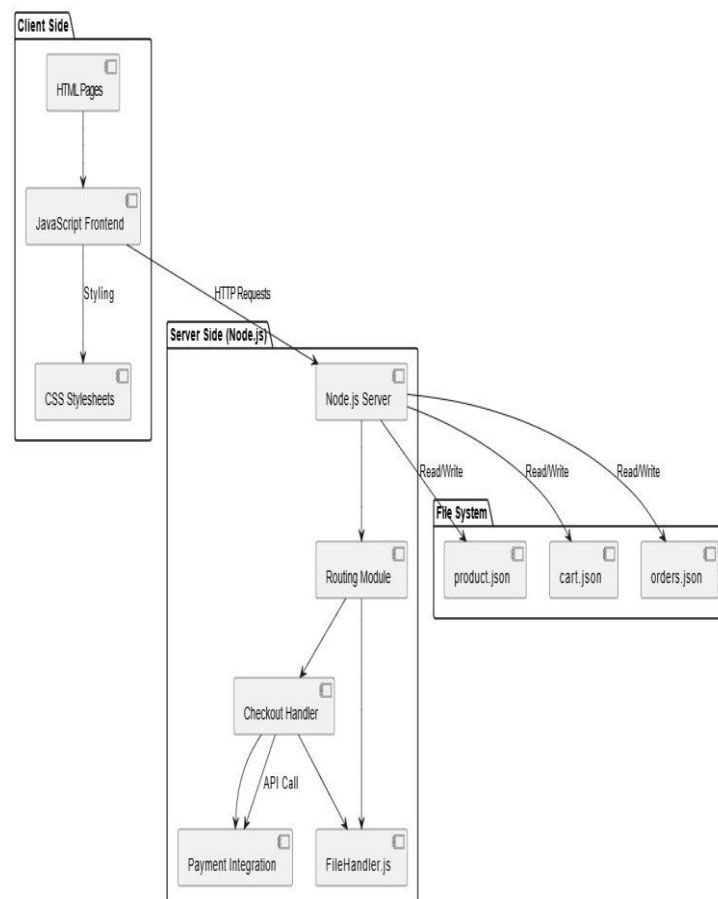 Client Side
HTML Pages
JavaScript Frontend
Styling
HTTP Requests
Server Side (Node.js)
CSS Stylesheets
Node.js Server
Read/Write
Read/Write
Read/Write
File System
Routing Module
product.json
cart.json
orders.json
Checkout Handler
API Call
Payment Integration
FileHandler.js